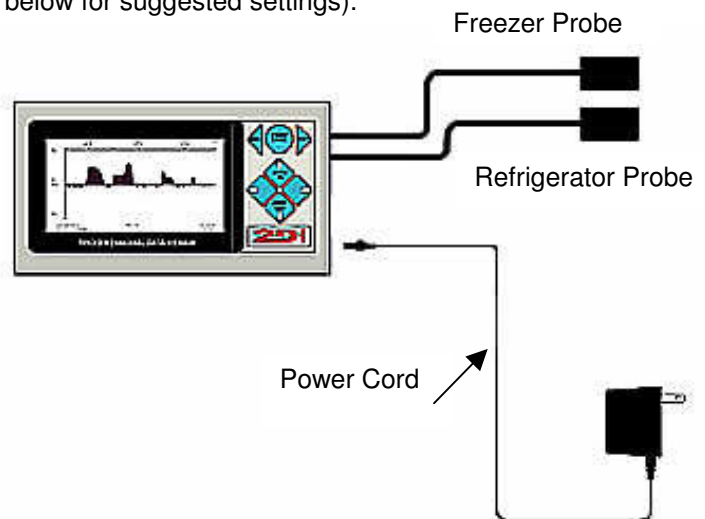 below for suggested settings).
Freezer Probe
Refrigerator Probe
Power Cord